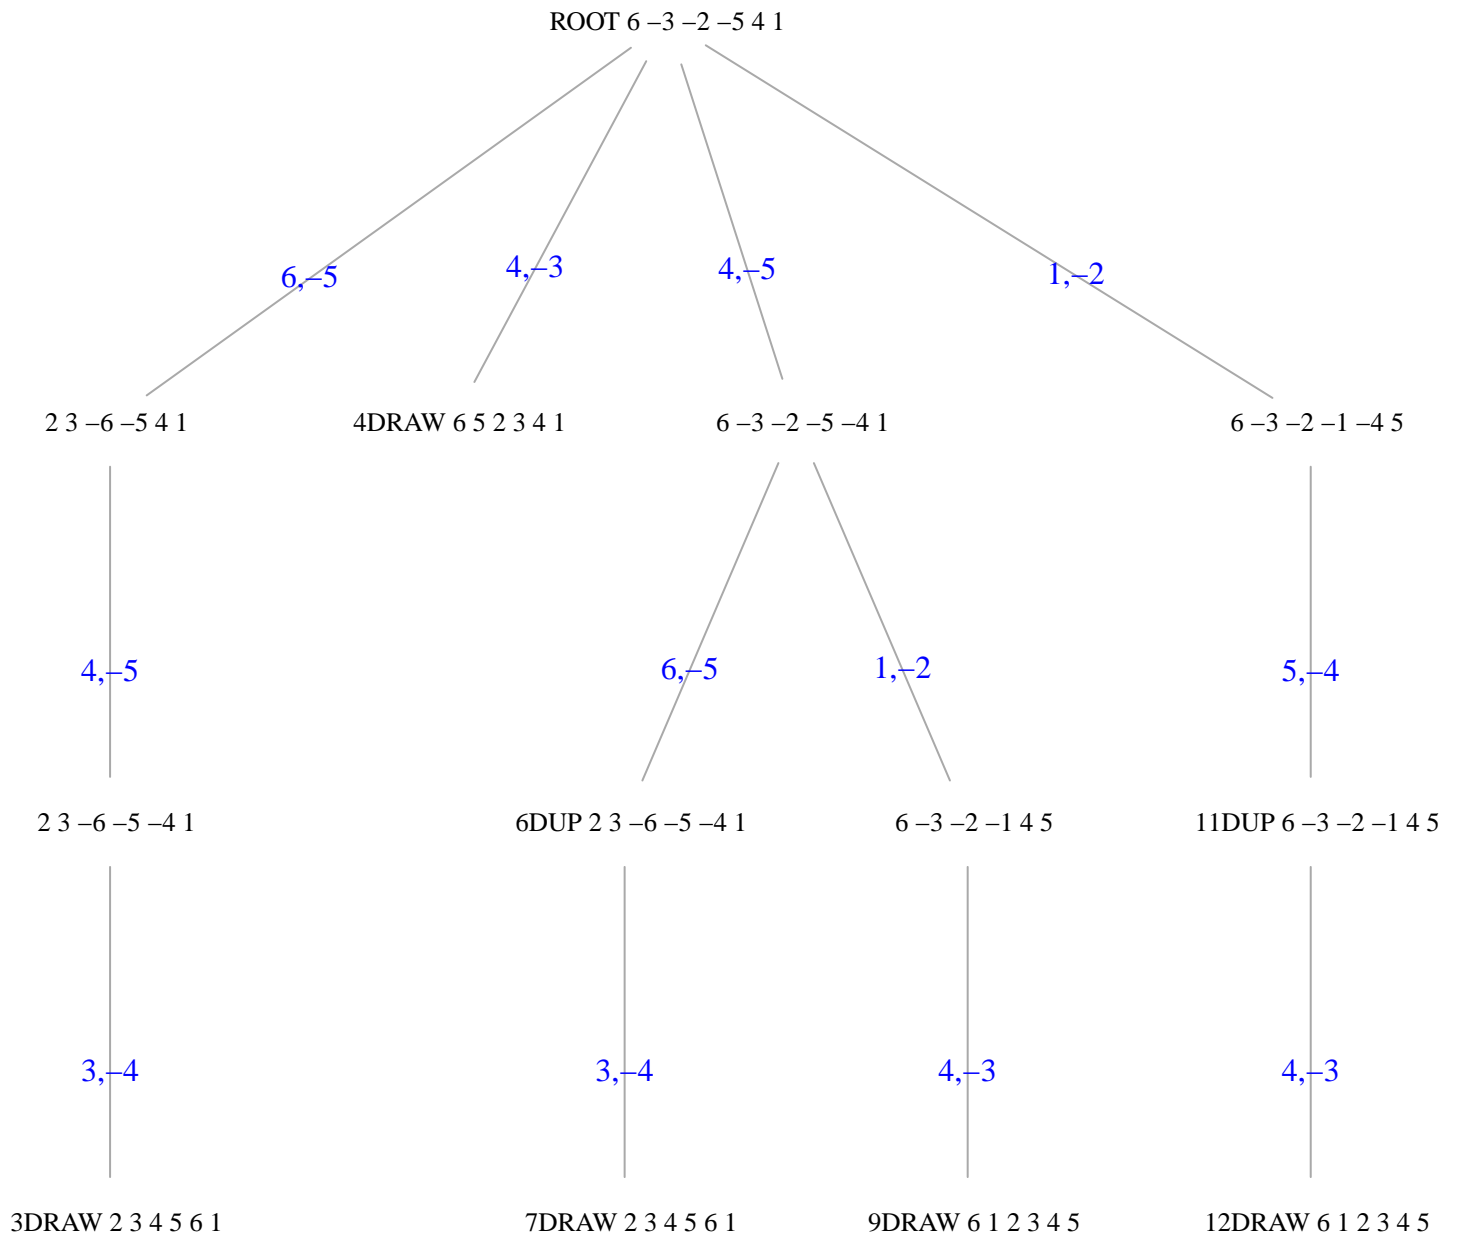 ROOT 6 –3 –2 –5 4 1
6,–5
4,–3
4,–5
1,–2
2 3 –6 –5 4 1
4DRAW 6 5 2 3 4 1
6 –3 –2 –5 –4 1
6 –3 –2 –1 –4 5
4,–5
6,–5
1,–2
5,–4
2 3 –6 –5 –4 1
6DUP 2 3 –6 –5 –4 1
6 –3 –2 –1 4 5
11DUP 6 –3 –2 –1 4 5
3,–4
3,–4
4,–3
4,–3
3DRAW 2 3 4 5 6 1
7DRAW 2 3 4 5 6 1
9DRAW 6 1 2 3 4 5
12DRAW 6 1 2 3 4 5